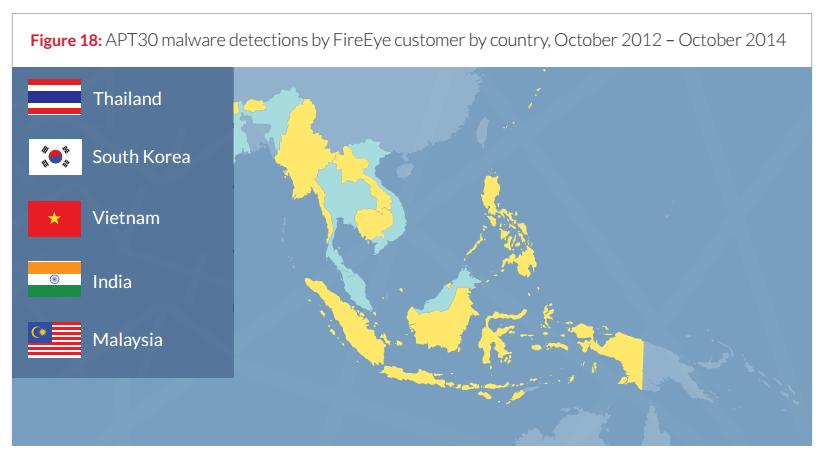 Figure 18: APT30 malware detections by FireEye customer by country, October 2012 – October 2014
Thailand
South Korea
Vietnam
India
Malaysia